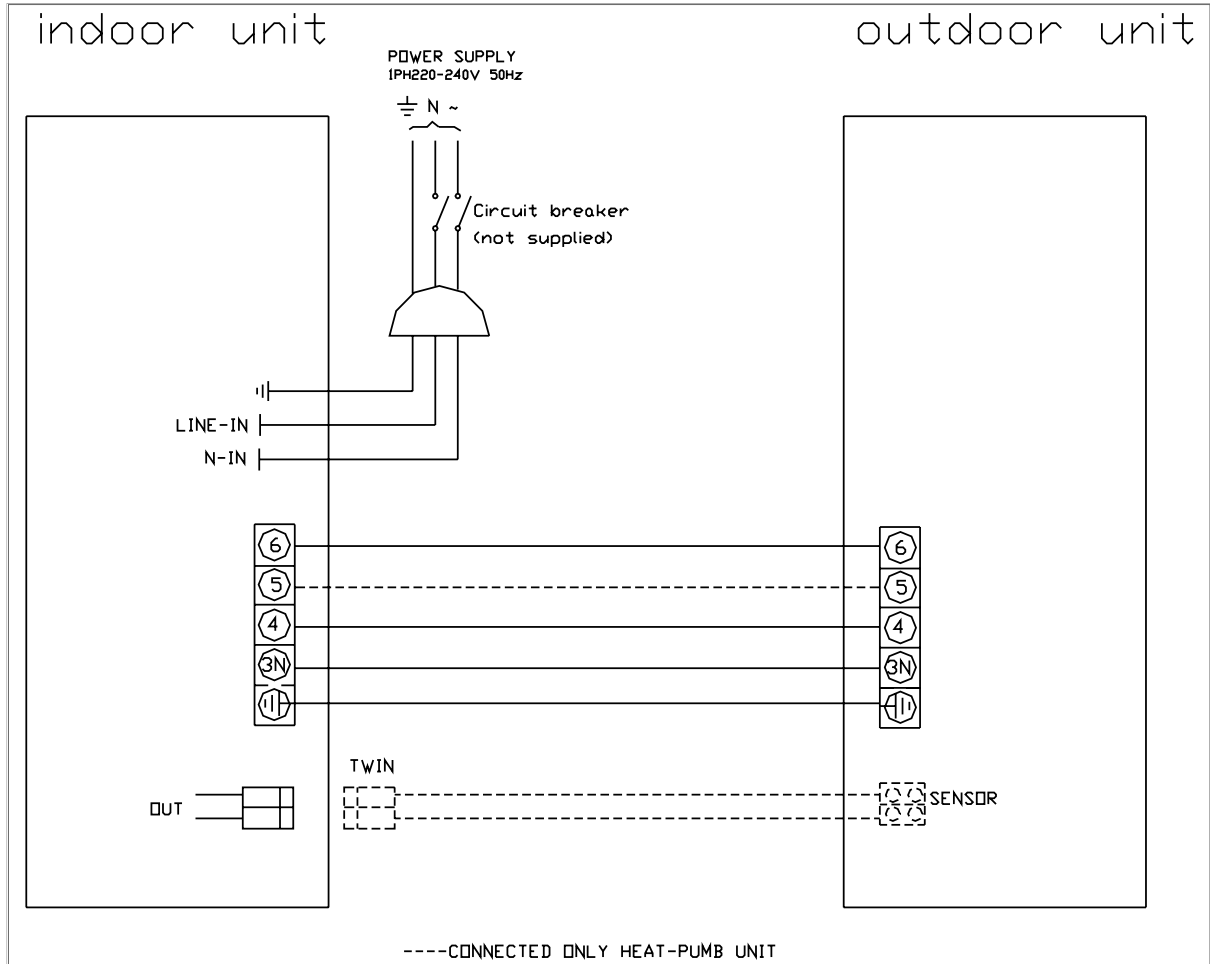 indoor unit
outdoor unit
POWER SUPPLY
1PH220-240V 50Hz
N ~
Circuit breaker
(not supplied)
LINE-IN
N-IN
6
6
5
5
4
4
3N
3N
TWIN
OUT
SENSOR
----CONNECTED ONLY HEAT-PUMB UNIT